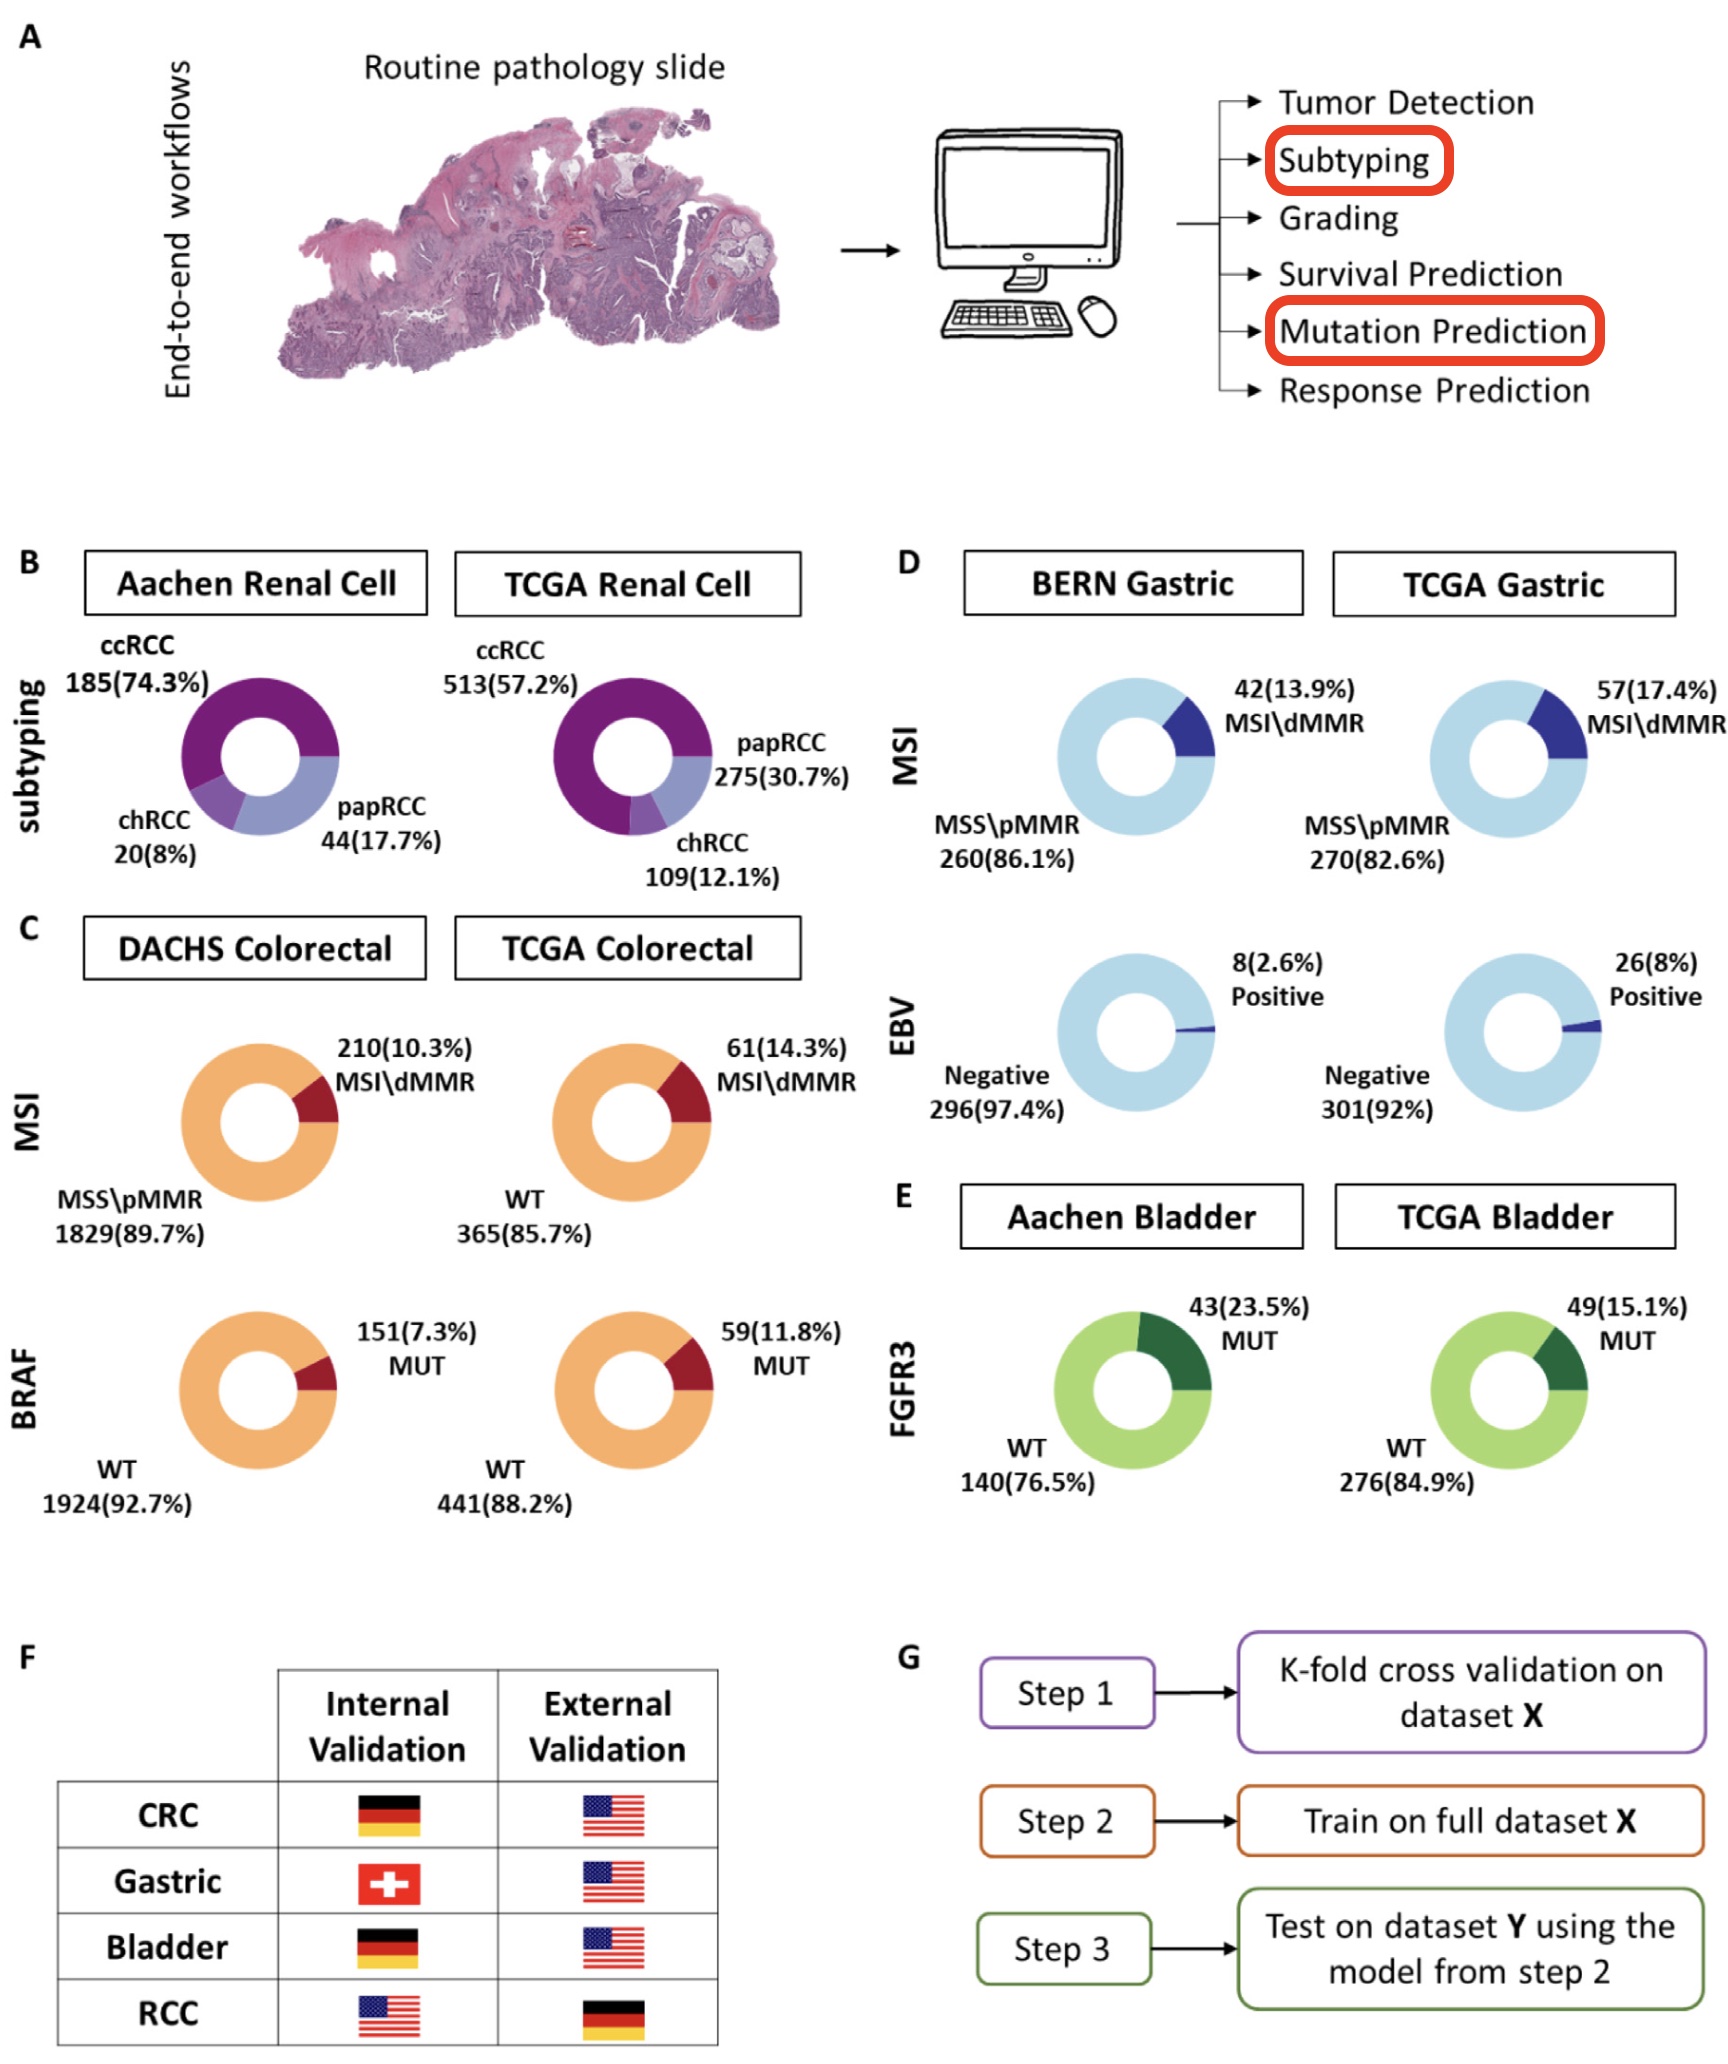 A
End-to-end workflows
Routine pathology slide
Tumor Detection
Subtyping
Grading
Survival Prediction
Mutation Prediction
Response Prediction
B
Aachen Renal Cell
TCGA Renal Cell
subtyping
ccRCC
185(74.3%)
chRCC
20(8%)
papRCC
44(17.7%)
ccRCC
513(57.2%)
papRCC
275(30.7%)
chRCC
109(12.1%)
C
DACHS Colorectal
TCGA Colorectal
MSI
210(10.3%)
MSI\dMMR
MSS\pMMR
1829(89.7%)
61(14.3%)
MSI\dMMR
WT
365(85.7%)
BRAF
151(7.3%)
MUT
WT
1924(92.7%)
59(11.8%)
MUT
WT
441(88.2%)
D
BERN Gastric
TCGA Gastric
MSI
42(13.9%)
MSI\dMMR
MSS\pMMR
260(86.1%)
57(17.4%)
MSI\dMMR
MSS\pMMR
270(82.6%)
EBV
8(2.6%)
Positive
Negative
296(97.4%)
26(8%)
Positive
Negative
301(92%)
E
Aachen Bladder
TCGA Bladder
FGFR3
43(23.5%)
MUT
WT
140(76.5%)
49(15.1%)
MUT
WT
276(84.9%)
F
Internal
Validation
External
Validation
CRC
Gastric
Bladder
RCC
G
Step 1
K-fold cross validation on
dataset X
Step 2
Train on full dataset X
Step 3
Test on dataset Y using the
model from step 2